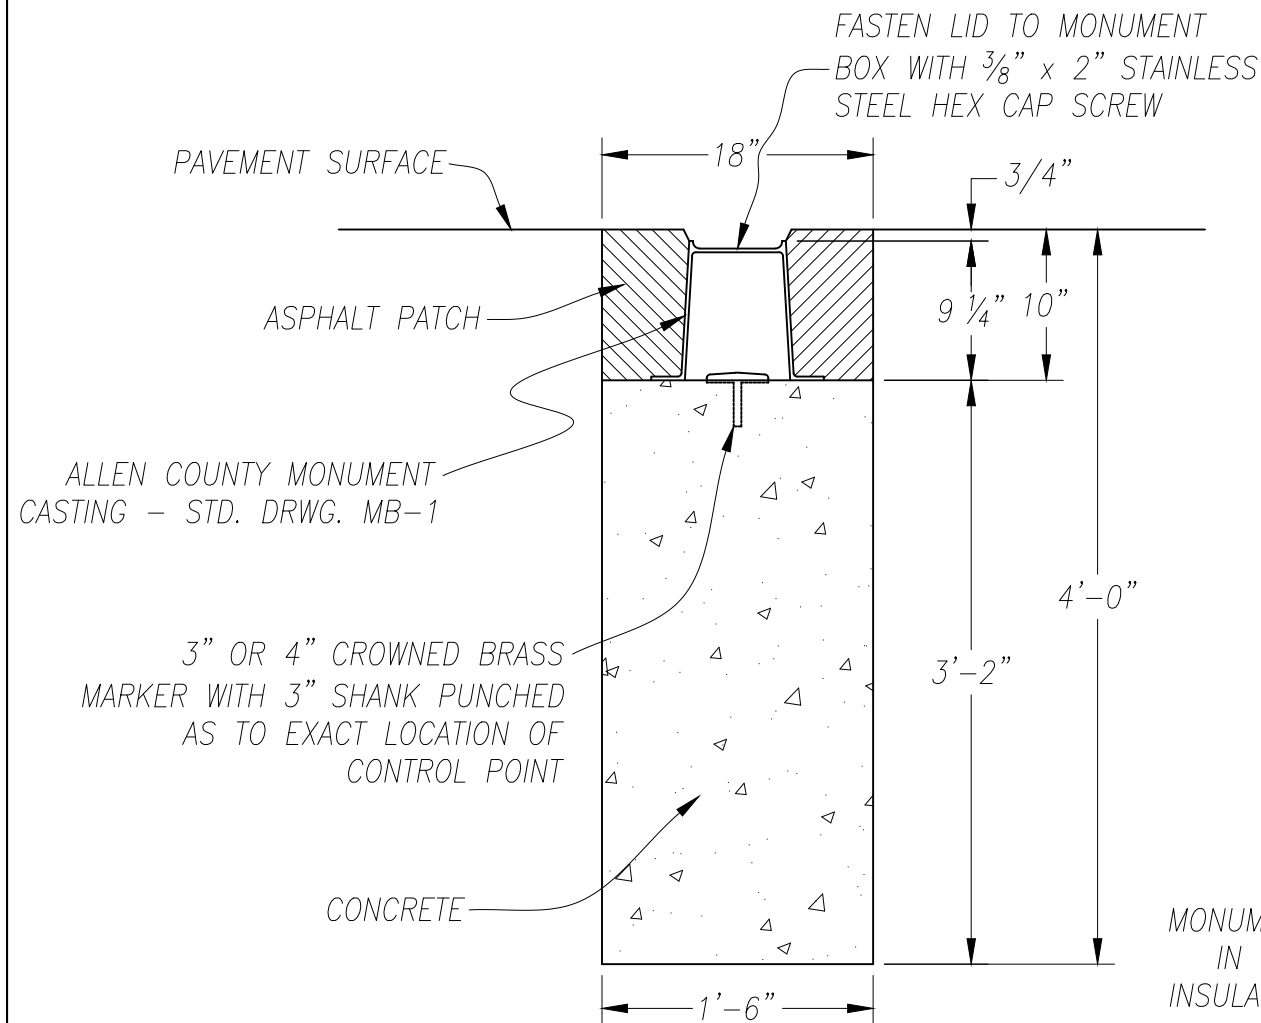 FASTEN LID TO MONUMENT
BOX WITH 3/8" x 2" STAINLESS
STEEL HEX CAP SCREW
18"
PAVEMENT SURFACE
3/4"
9 1/4"
10"
ASPHALT PATCH
ALLEN COUNTY MONUMENT
CASTING – STD. DRWG. MB–1
4'–0"
3" OR 4" CROWNED BRASS
MARKER WITH 3" SHANK PUNCHED
AS TO EXACT LOCATION OF
CONTROL POINT
3'–2"
CONCRETE
MONUM
IN
INSULA
1'–6"